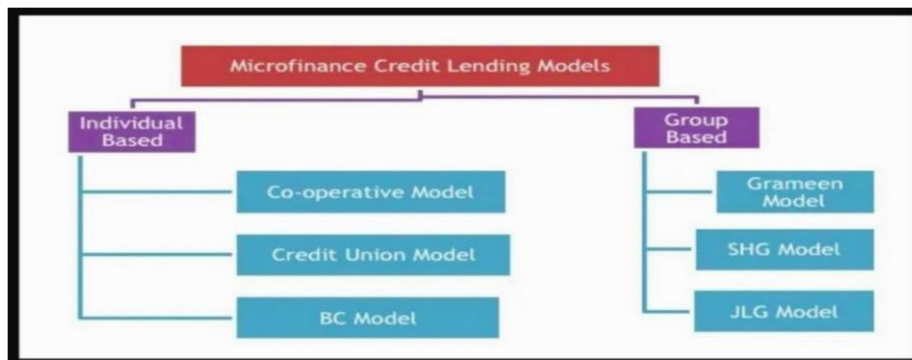 Microfinance Credit Lending Models
Individual
Based
Co-operative Model
Credit Union Model
BC Model
Group
Based
Grameen
Model
SHG Model
JLG Model